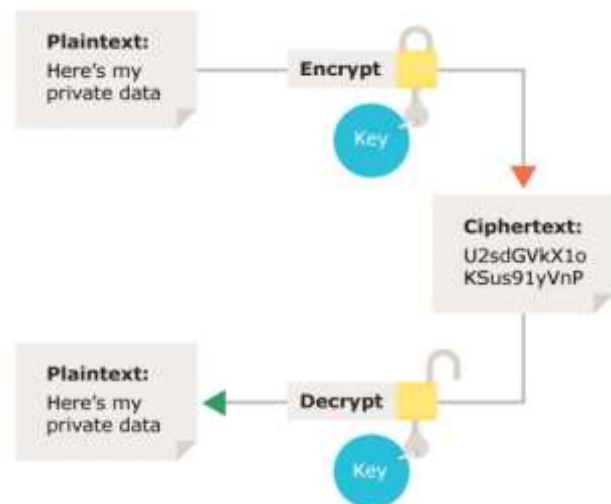 Plaintext:
Here's my
private data
Encrypt
Key
Ciphertext:
U2sdGVkX1o
KSus91yVnP
Plaintext:
Here's my
private data
Decrypt
Key